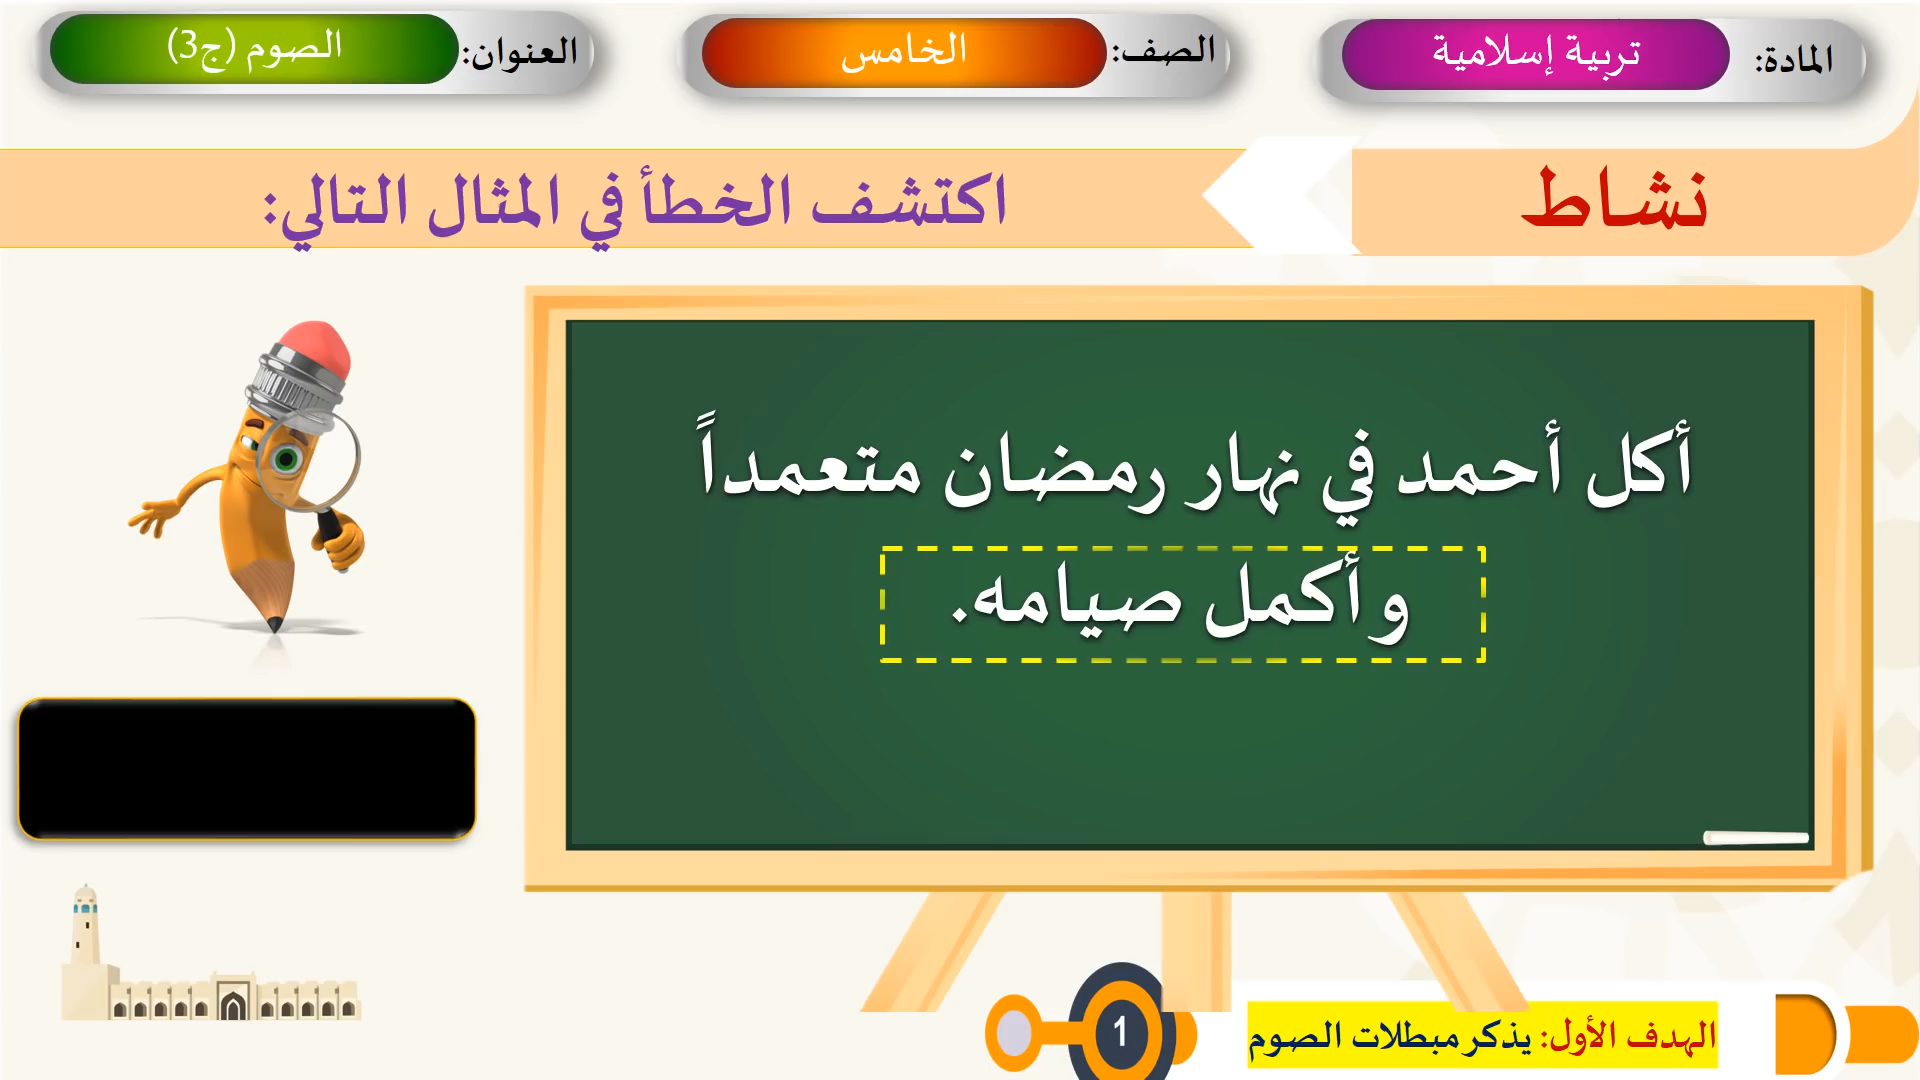 المادة: تربية إسلامية
الصف: الخامس
العنوان: الصوم (ج3)
نشاط
اكتشف الخطأ في المثال التالي:
أكل أحمد في نهار رمضان متعمداً
وأكمل صيامه.
الهدف الأول: يذكر مبطلات الصوم
1